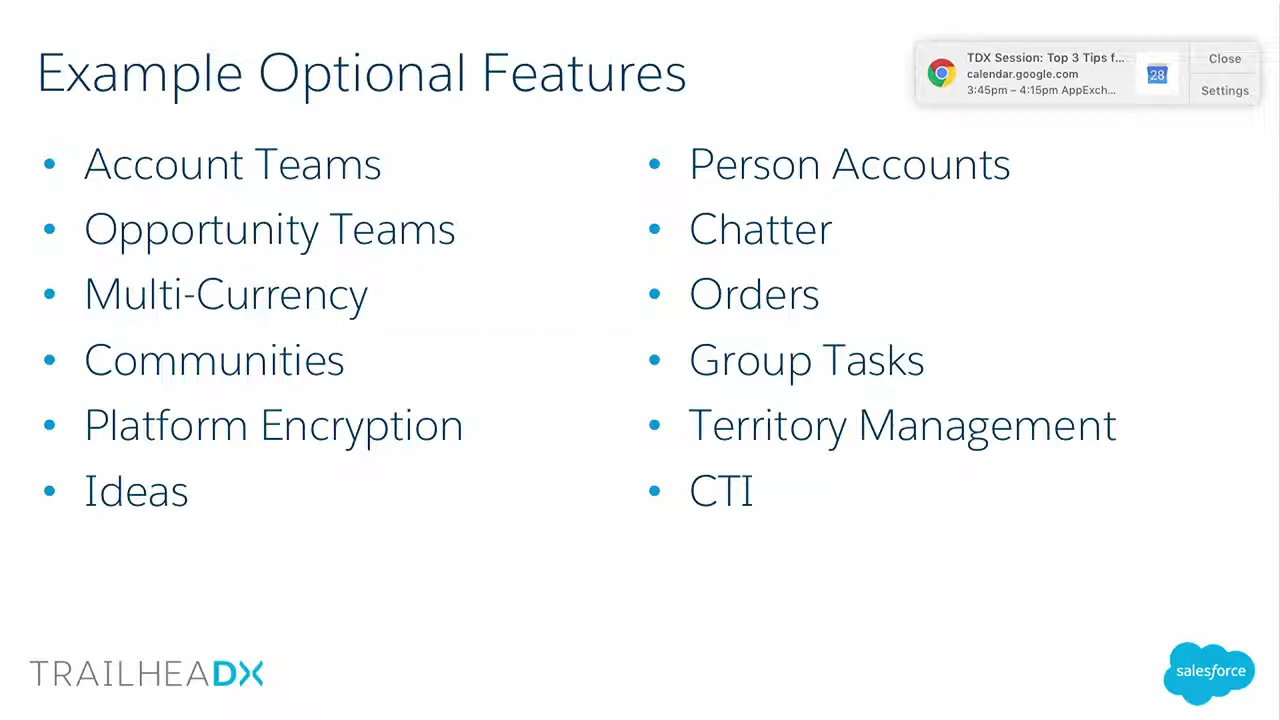 Example Optional Features
TDX Session: Top 3 Tips f...
calendar.google.com
3:45pm – 4:15pm AppExch...
28
Close
Settings
• Account Teams
• Opportunity Teams
• Multi-Currency
• Communities
• Platform Encryption
• Ideas
• Person Accounts
• Chatter
• Orders
• Group Tasks
• Territory Management
• CTI
TRAILHEADX
salesforce